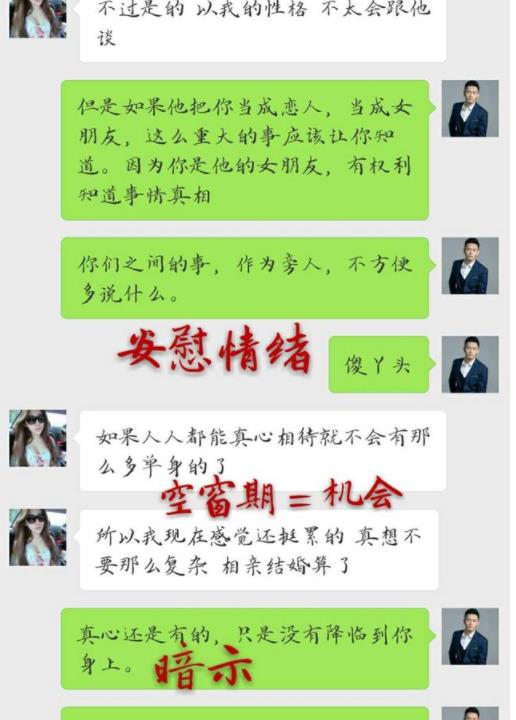 不过是的 以我的性格 不太会跟他
谈
但是如果他把你当成恋人，当成女
朋友，这么重大的事应该让你知
道。因为你是他的女朋友，有权利
知道事情真相
你们之间的事，作为旁人，不方便
多说什么。
安慰情绪
傻丫头
如果人人都能真心相待就不会有那
么多单身的了
空窗期=机会
所以我现在感觉还挺累的 真想不
要那么复杂 相亲结婚算了
真心还是有的，只是没有降临到你
身上。
暗示